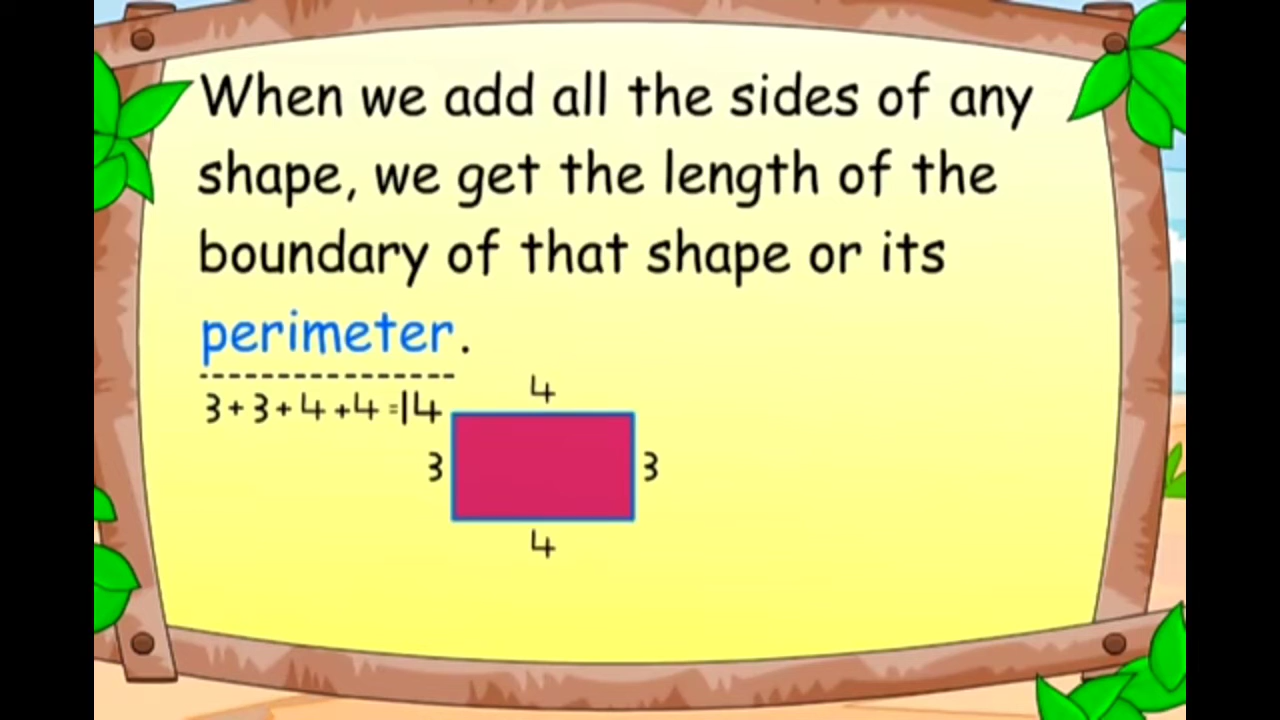 When we add all the sides of any
shape, we get the length of the
boundary of that shape or its
perimeter.
3+3+4+4=14
4
3 3
4